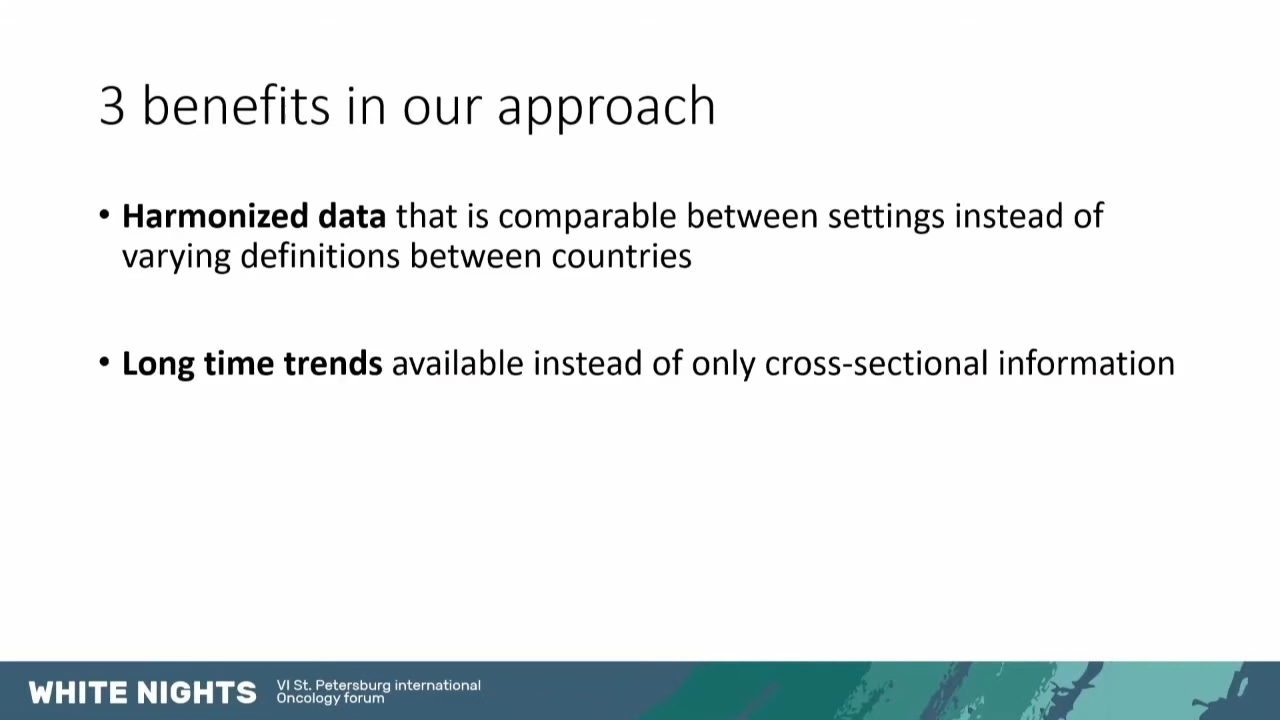 3 benefits in our approach
• Harmonized data that is comparable between settings instead of
varying definitions between countries
• Long time trends available instead of only cross-sectional information
WHITE NIGHTS
VI St. Petersburg international
Oncology forum